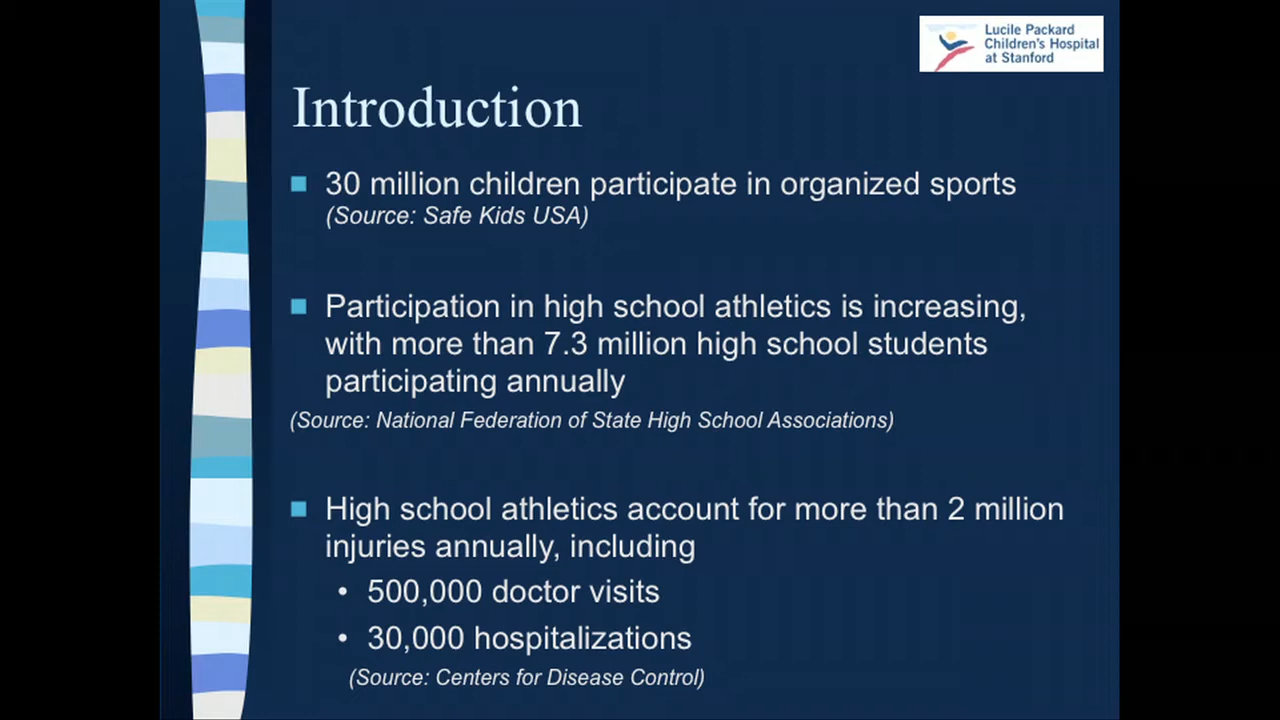 Lucile Packard
Children's Hospital
at Stanford
Introduction
30 million children participate in organized sports
(Source: Safe Kids USA)
Participation in high school athletics is increasing,
with more than 7.3 million high school students
participating annually
(Source: National Federation of State High School Associations)
High school athletics account for more than 2 million
injuries annually, including
• 500,000 doctor visits
• 30,000 hospitalizations
(Source: Centers for Disease Control)